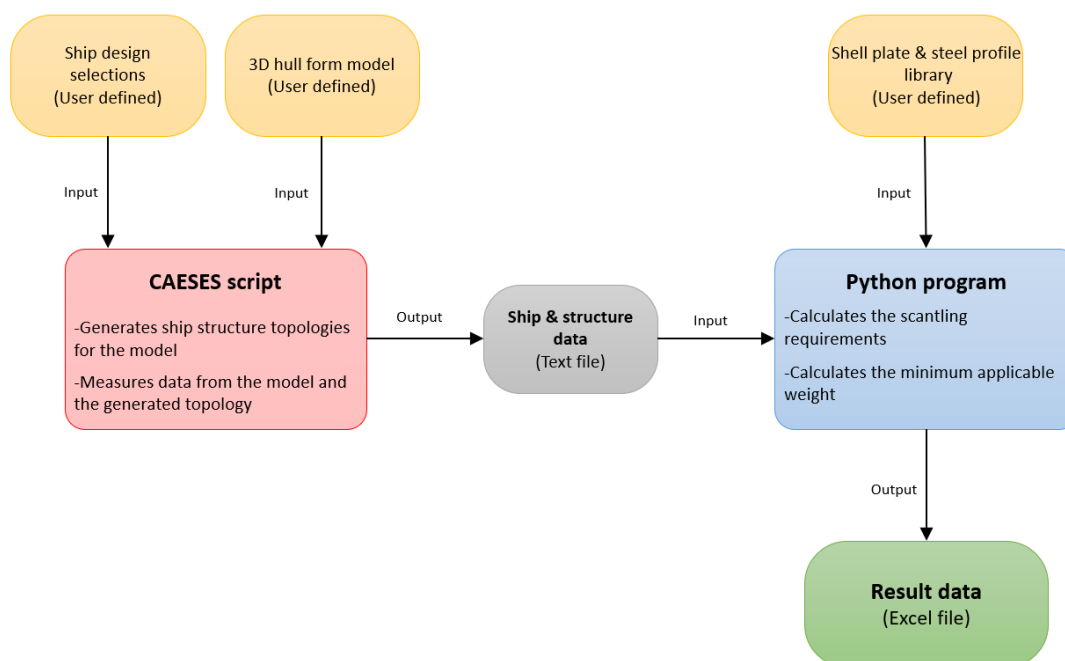 Ship design
selections
(User defined)
3D hull form model
(User defined)
Shell plate & steel profile
library
(User defined)
Input
Input
Input
CAESES script
-Generates ship structure topologies
for the model
-Measures data from the model and
the generated topology
Output
Ship & structure
data
(Text file)
Input
Python program
-Calculates the scantling
requirements
-Calculates the minimum applicable
weight
Output
Result data
(Excel file)